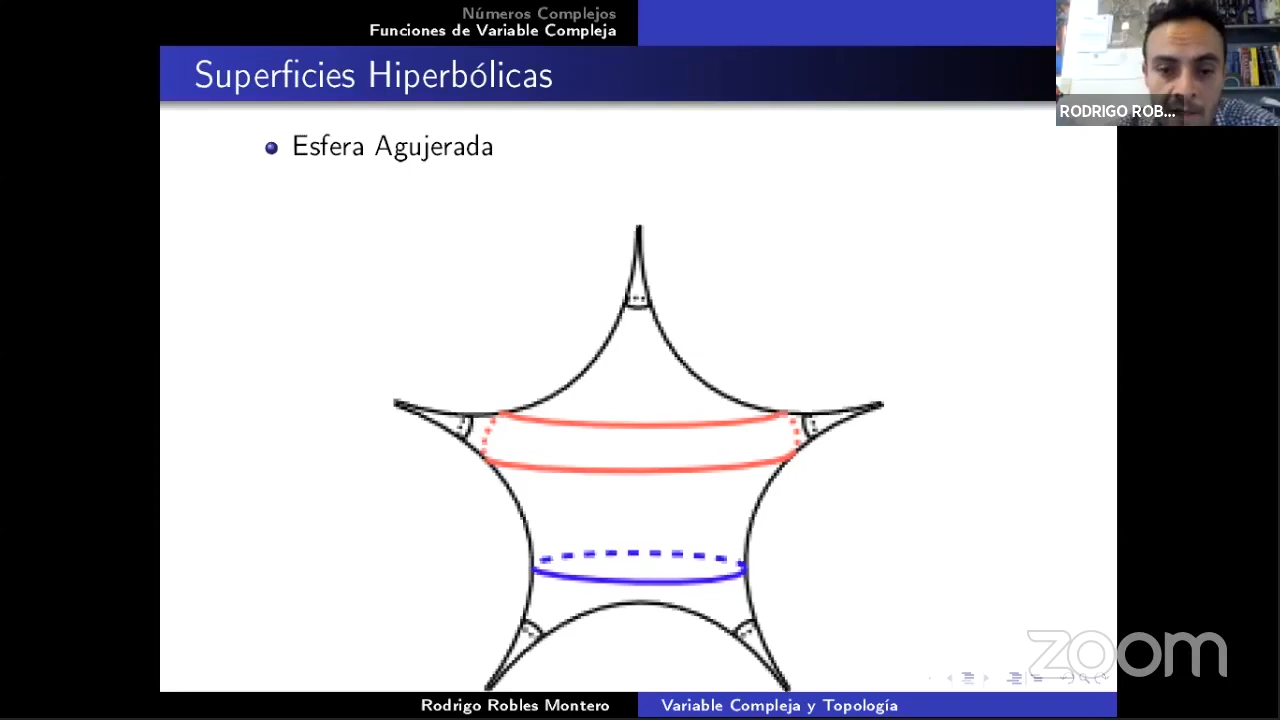 Números Complejos
Funciones de Variable Compleja
Superficies Hiperbólicas
RODRIGO ROB...
Esfera Agujerada
zoom
Rodrigo Robles Montero
Variable Compleja y Topología